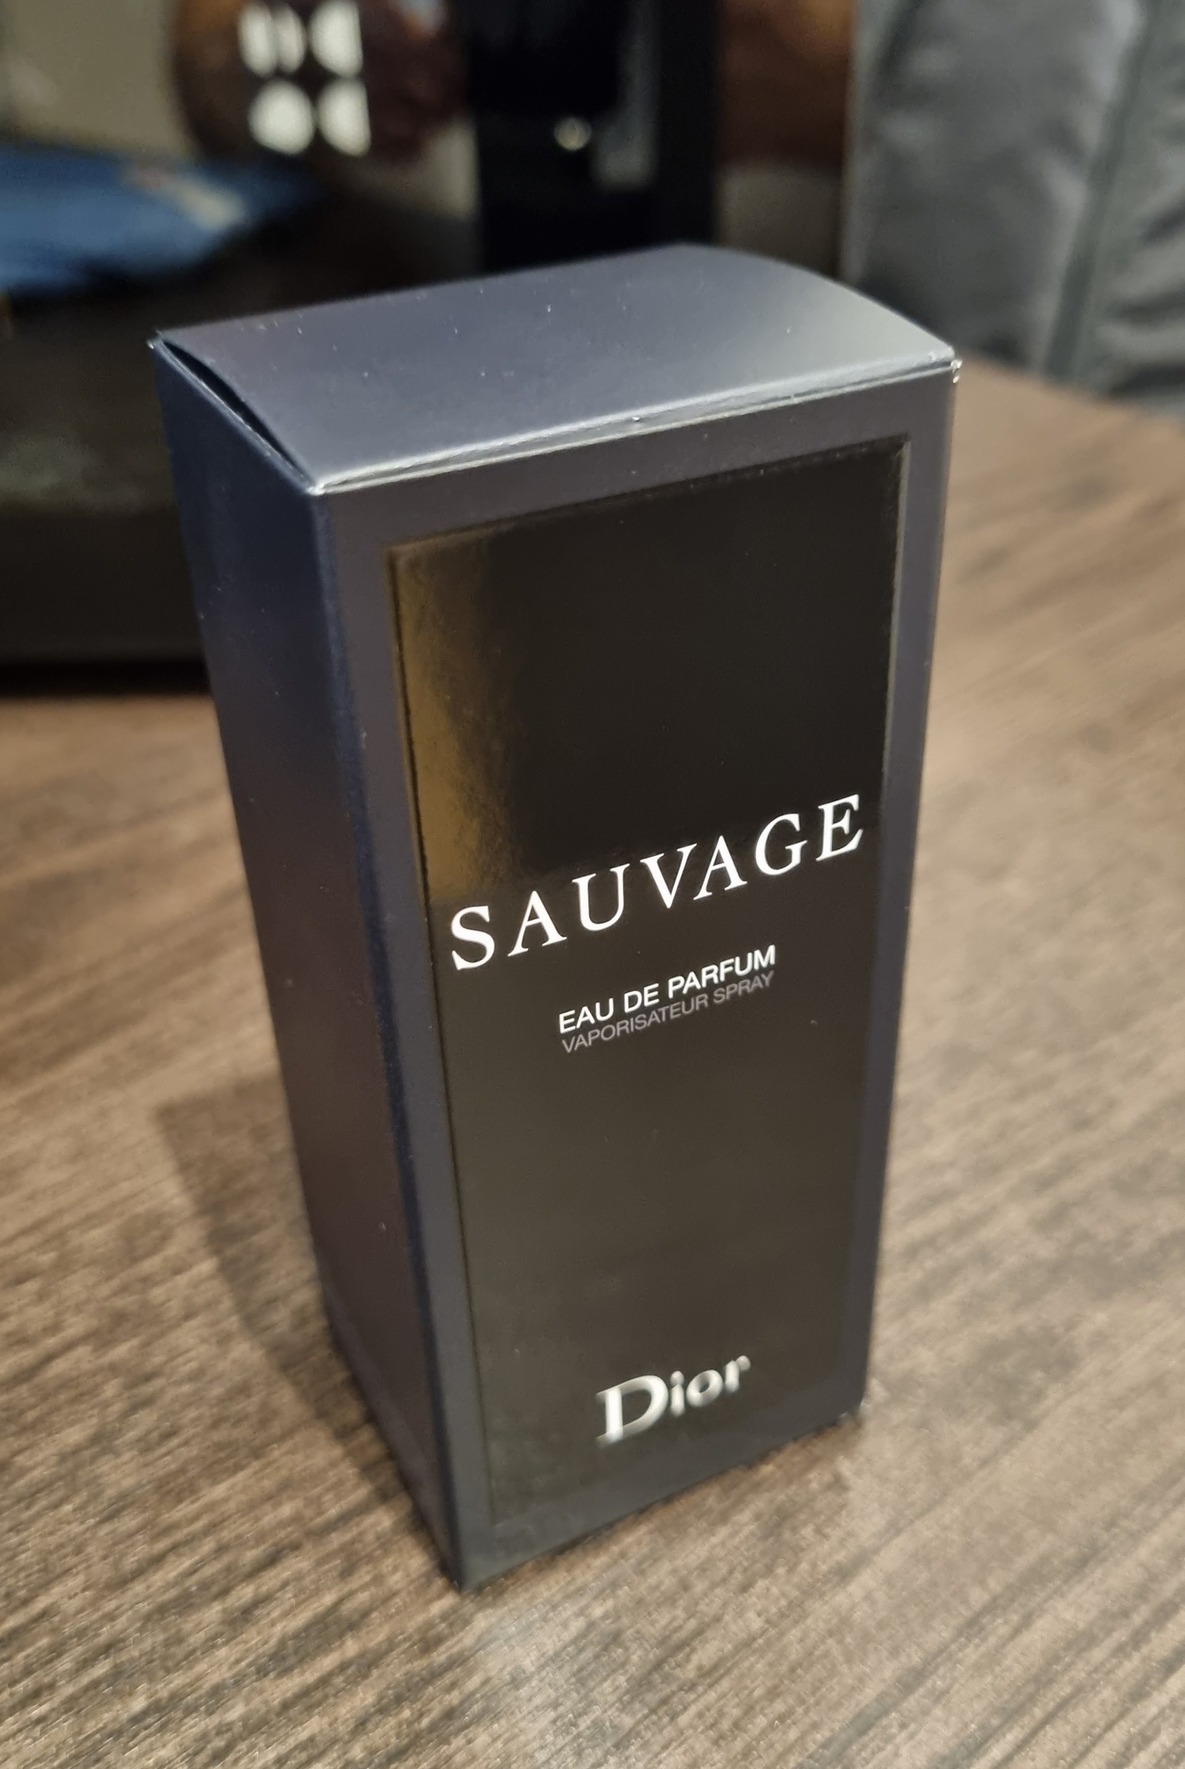 SAUVAGE
EAU DE PARFUM
VAPORISATEUR SPRAY
Dior